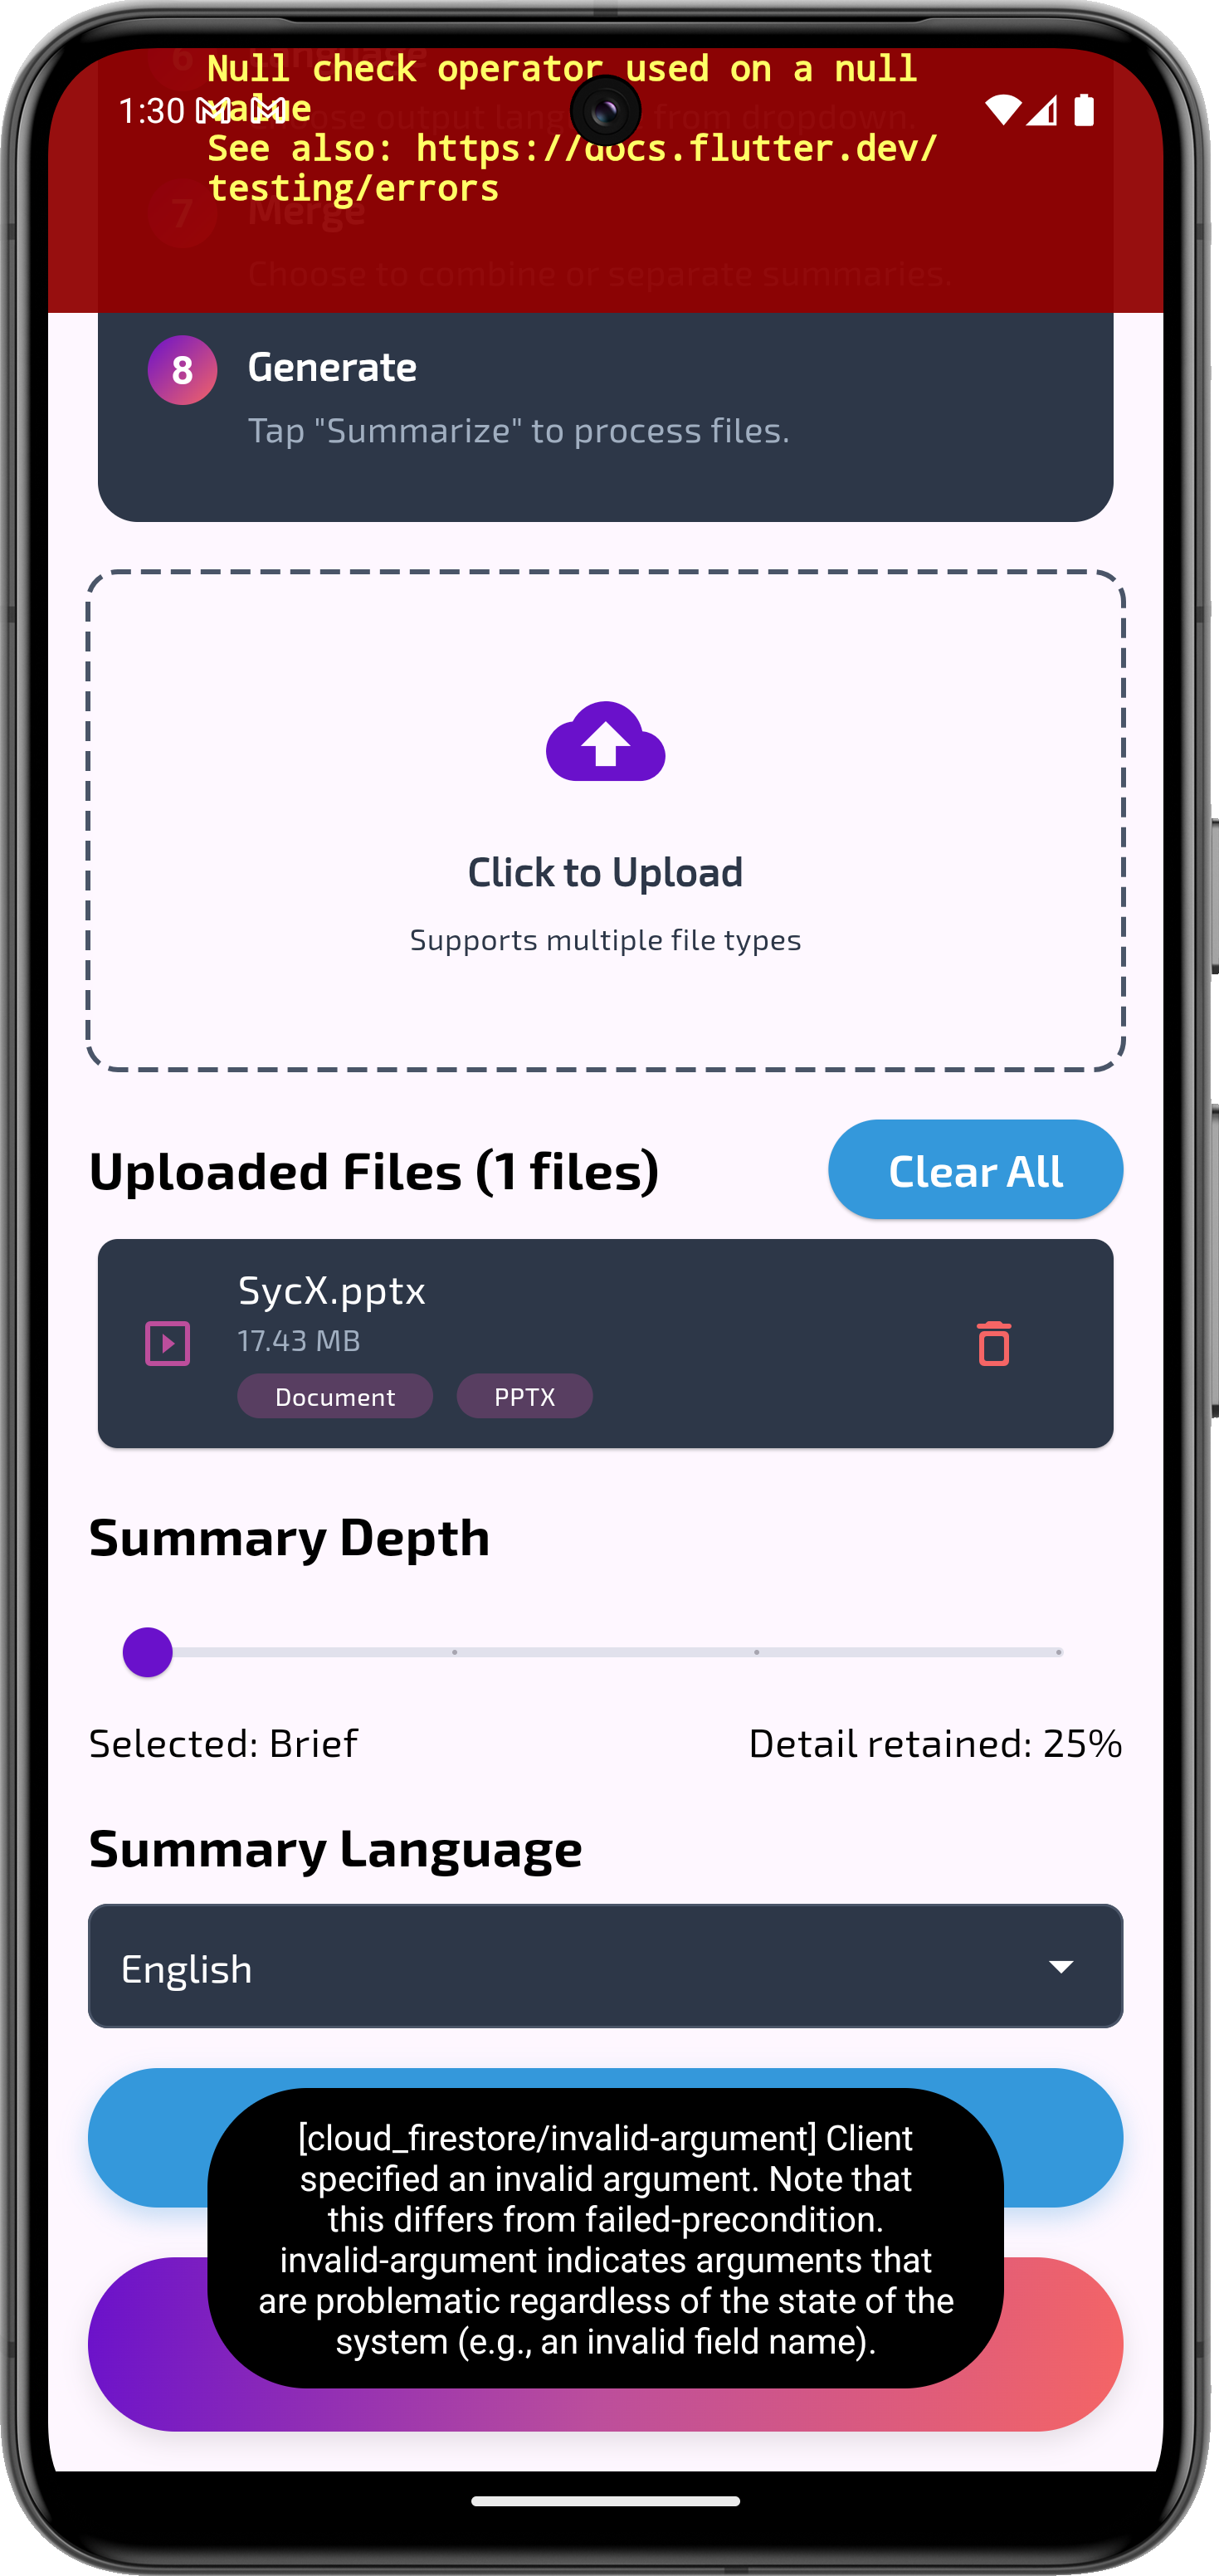 6 Language
Null check operator used on a null
1:30
value
output language from dropdown.
See also: https://docs.flutter.dev/
testing/errors
7 Merge
Choose to combine or separate summaries.
8 Generate
Tap "Summarize" to process files.
Click to Upload
Supports multiple file types
Uploaded Files (1 files)
Clear All
SycX.pptx
17.43 MB
Document
PPTX
Summary Depth
Selected: Brief
Detail retained: 25%
Summary Language
English
[cloud_firestore/invalid-argument] Client
specified an invalid argument. Note that
this differs from failed-precondition.
invalid-argument indicates arguments that
are problematic regardless of the state of the
system (e.g., an invalid field name).